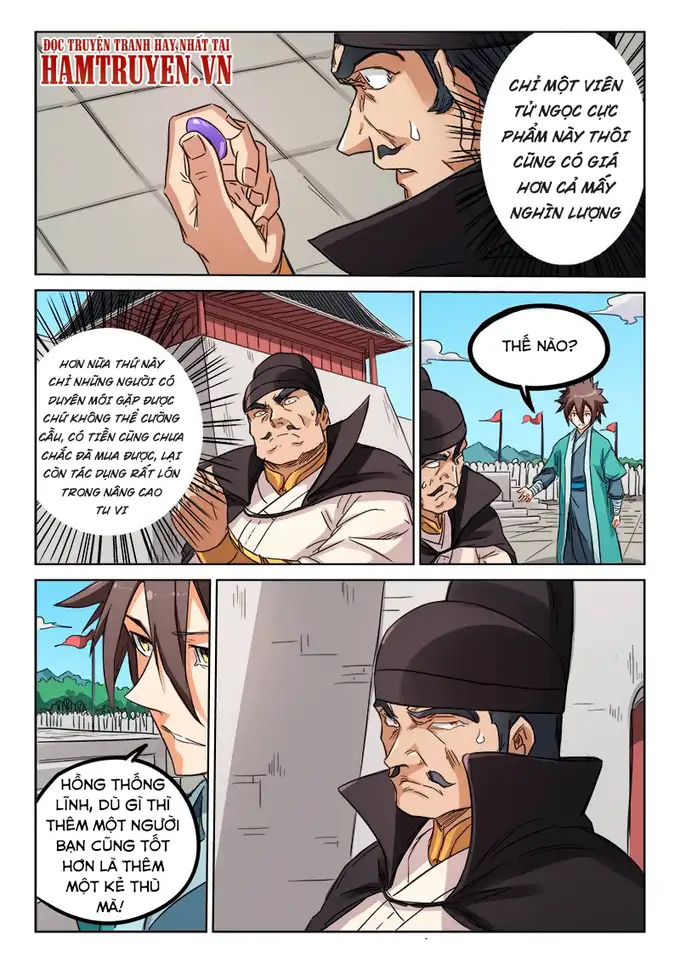 ĐỌC TRUYỆN TRANH HAY NHẤT TẠI
HAMTRUYEN.VN
CHỈ MỘT VIÊN
TỬ NGỌC CỰC
PHẨM NÀY THÔI
CŨNG CÓ GIÁ
HƠN CẢ MẤY
NGHÌN LƯỢNG
HƠN NỮA THỨ NÀY
CHỈ NHỮNG NGƯỜI CÓ
DUYÊN MỚI GẶP ĐƯỢC
CHỨ KHÔNG THỂ CƯỠNG
CẦU, CÓ TIỀN CŨNG CHƯA
CHẮC ĐÃ MUA ĐƯỢC, LẠI
CÒN TÁC DỤNG RẤT LỚN
TRONG NÂNG CAO
TU VI
THẾ NÀO?
HỒNG THỐNG
LĨNH, DÙ GÌ THÌ
THÊM MỘT NGƯỜI
BẠN CŨNG TỐT
HƠN LÀ THÊM
MỘT KẺ THÙ
MÀ!